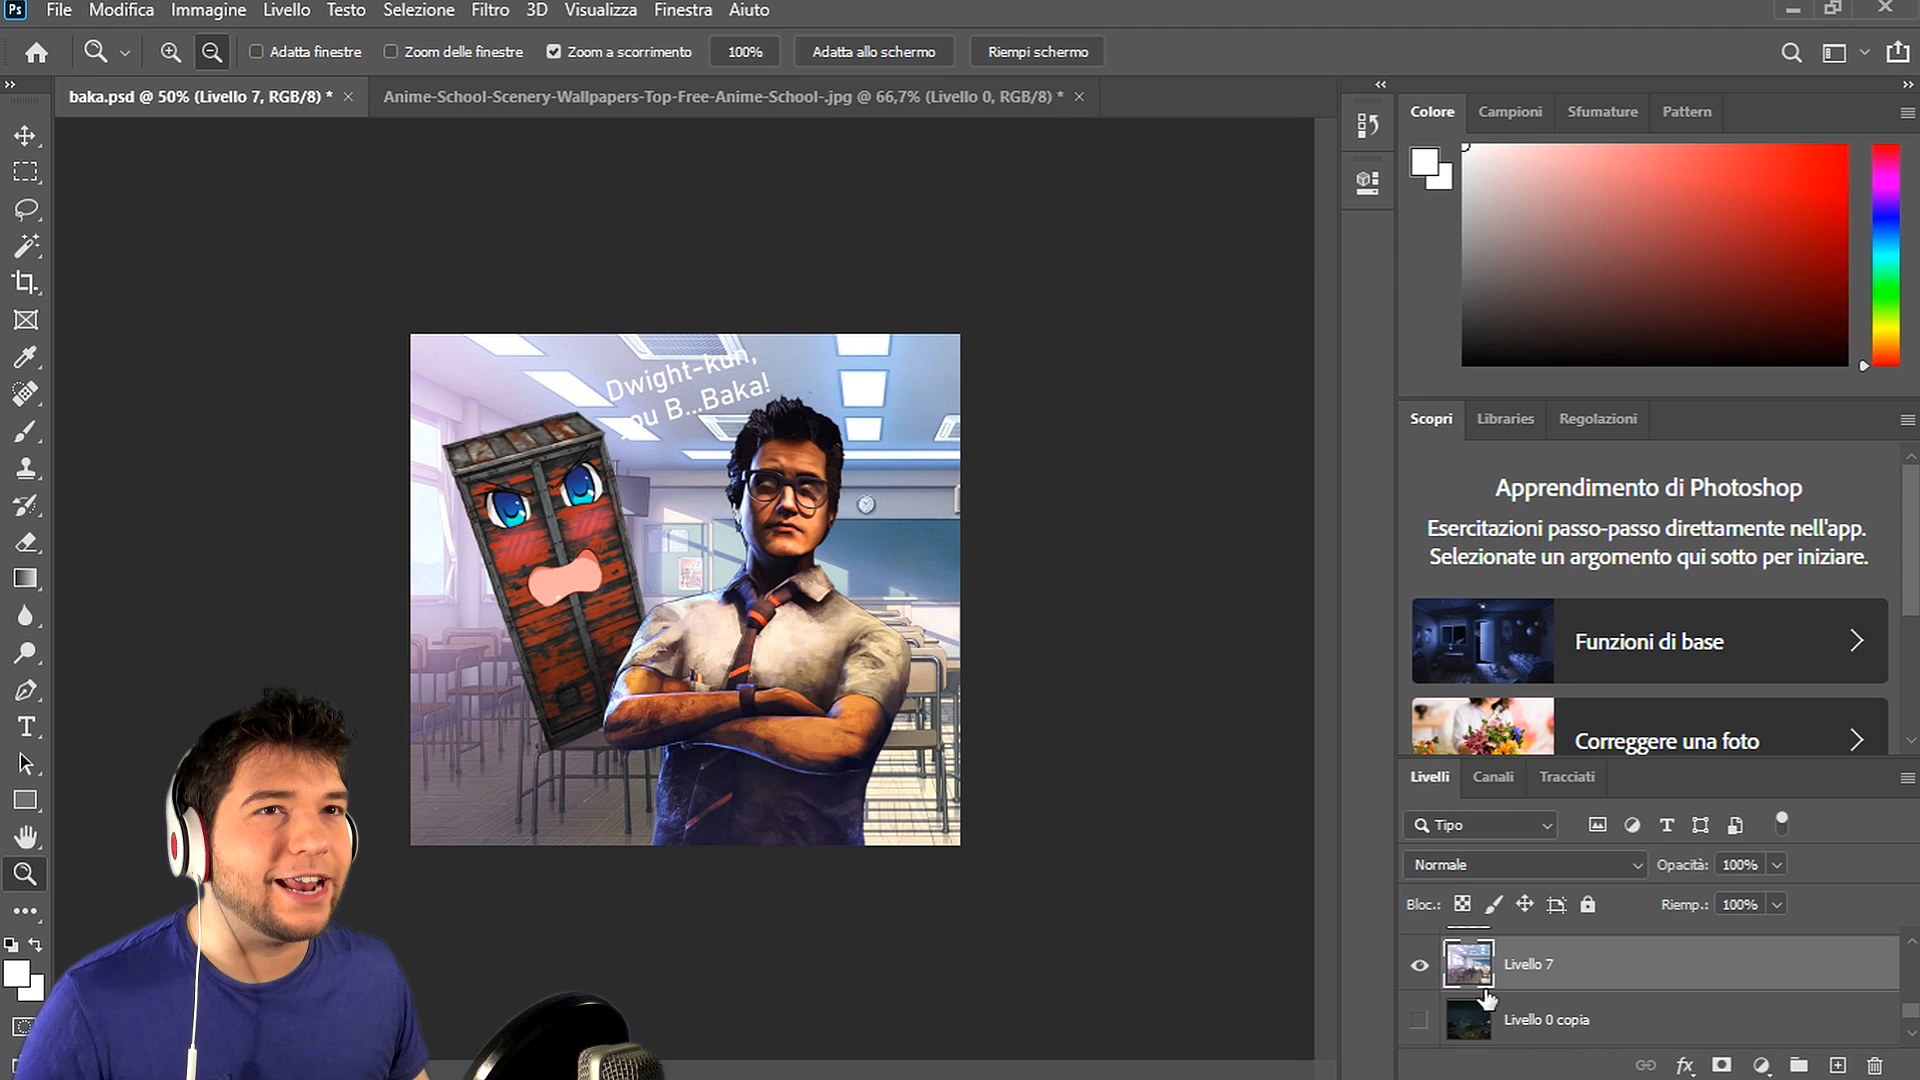 Ps File Modifica Immagine Livello Testo Selezione Filtro 3D Visualizza Finestra Aiuto
Adatta finestre Zoom delle finestre Zoom a scorrimento 100% Adatta allo schermo Riempi schermo
baka.psd @ 50% (Livello 7, RGB/8) * Anime-School-Scenery-Wallpapers-Top-Free-Anime-School-.jpg @ 66,7% (Livello 0, RGB/8) *
Colore Campioni Sfumature Pattern
Dwight-kun,
you B...Baka!
Scopri Libraries Regolazioni
Apprendimento di Photoshop
Esercitazioni passo-passo direttamente nell'app.
Selezionate un argomento qui sotto per iniziare.
Funzioni di base
Correggere una foto
Livelli Canali Tracciati
Tipo
Normale Opacità: 100%
Bloc.: Riemp.: 100%
Livello 7
Livello 0 copia
fx